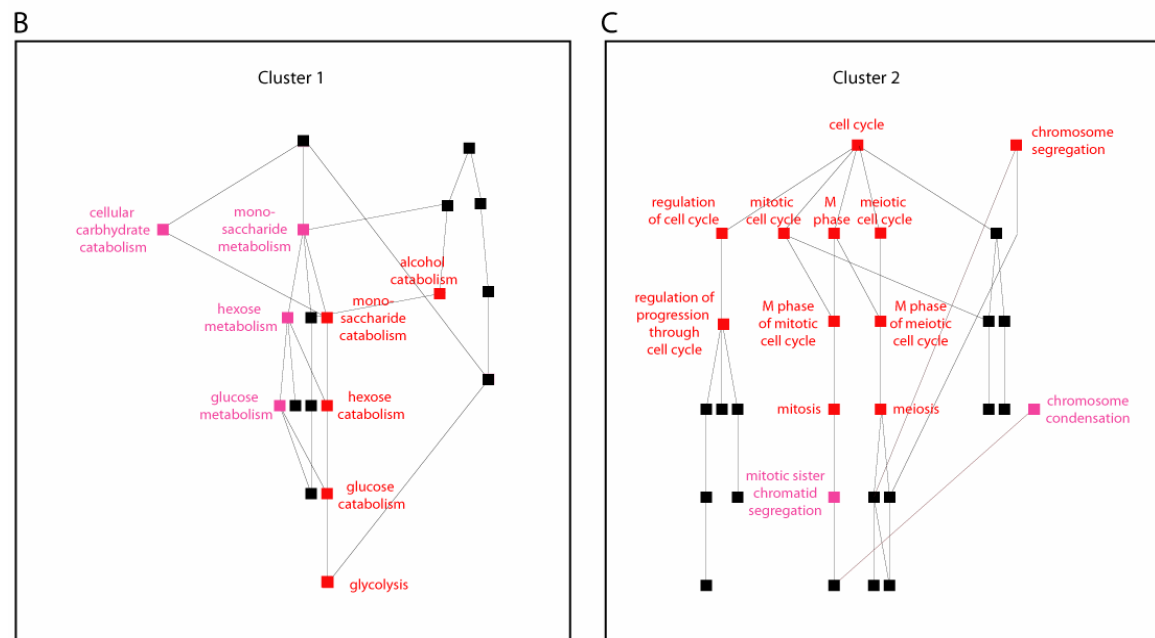 B
Cluster 1
cellular
carbhydrate
catabolism
mono-
saccharide
metabolism
alcohol
catabolism
hexose
metabolism
mono-
saccharide
catabolism
glucose
metabolism
hexose
catabolism
glucose
catabolism
glycolysis
C
Cluster 2
cell cycle
chromosome
segregation
regulation
of cell cycle
mitotic
cell cycle
M
phase
meiotic
cell cycle
regulation of
progression
through
cell cycle
M phase
of mitotic
cell cycle
M phase
of meiotic
cell cycle
mitosis
meiosis
chromosome
condensation
mitotic sister
chromatid
segregation